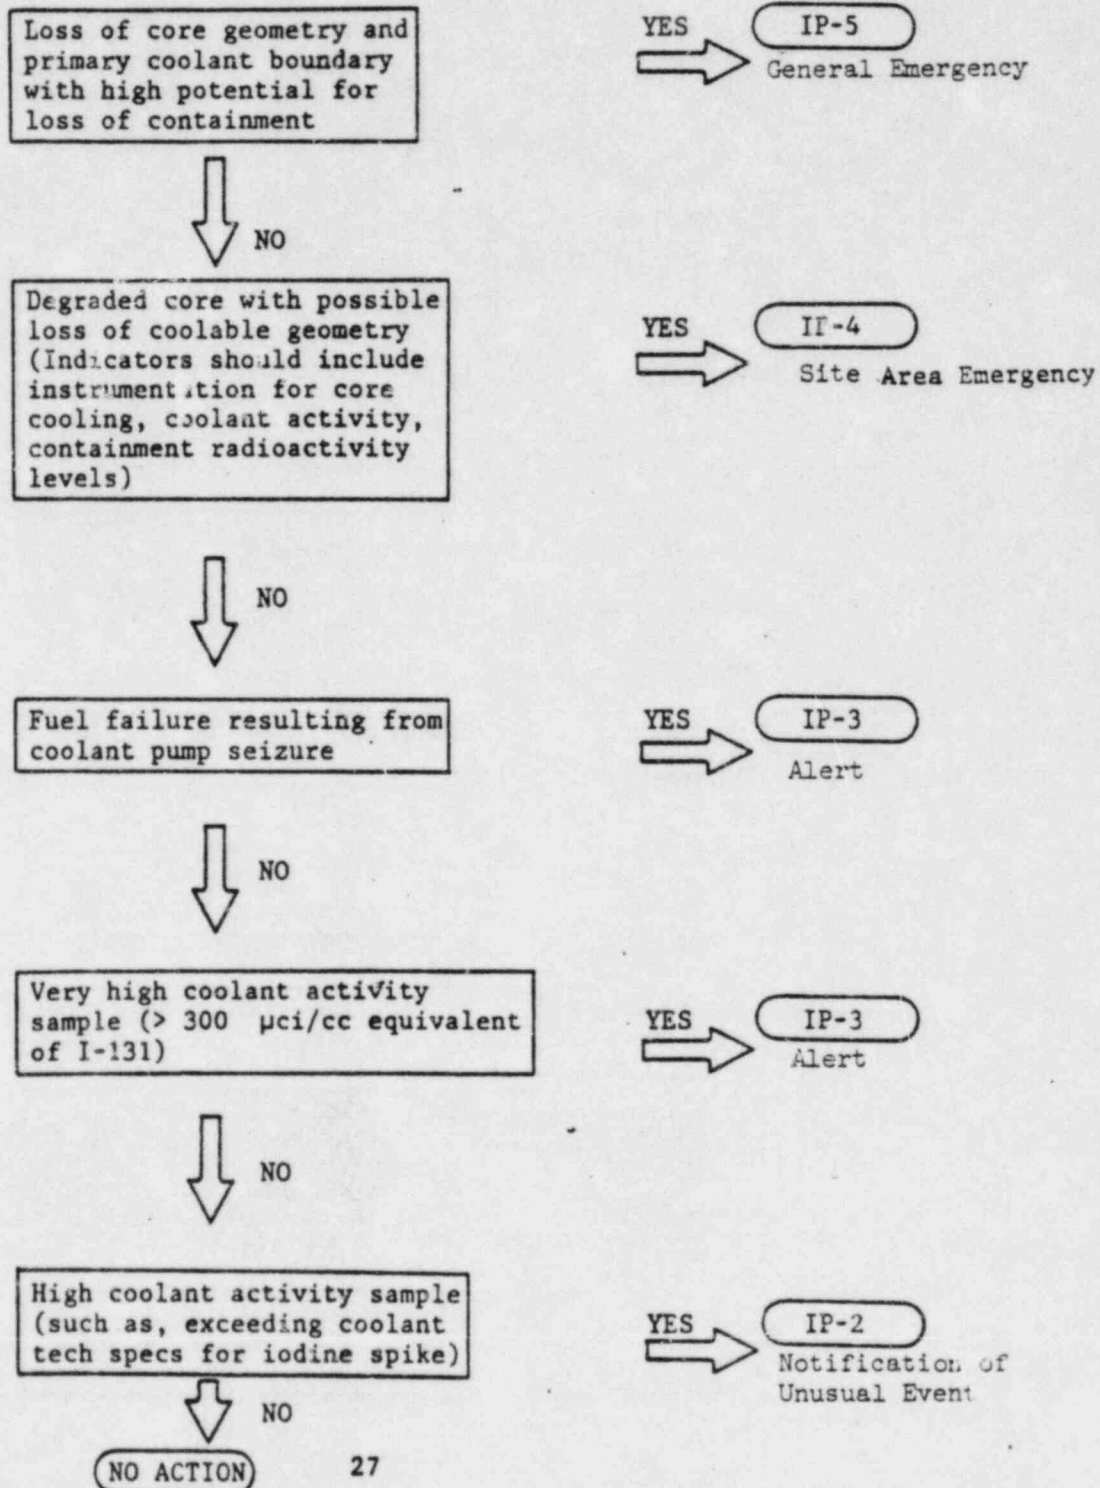 Loss of core geometry and
primary coolant boundary
with high potential for
loss of containment
YES
IP-5
General Emergency
NO
Degraded core with possible
loss of coolable geometry
(Indicators should include
instrumentation for core
cooling, coolant activity,
containment radioactivity
levels)
YES
IP-4
Site Area Emergency
NO
Fuel failure resulting from
coolant pump seizure
YES
IP-3
Alert
NO
Very high coolant activity
sample (> 300 μci/cc equivalent
of I-131)
YES
IP-3
Alert
NO
High coolant activity sample
(such as, exceeding coolant
tech specs for iodine spike)
YES
IP-2
Notification of
Unusual Event
NO
NO ACTION
27